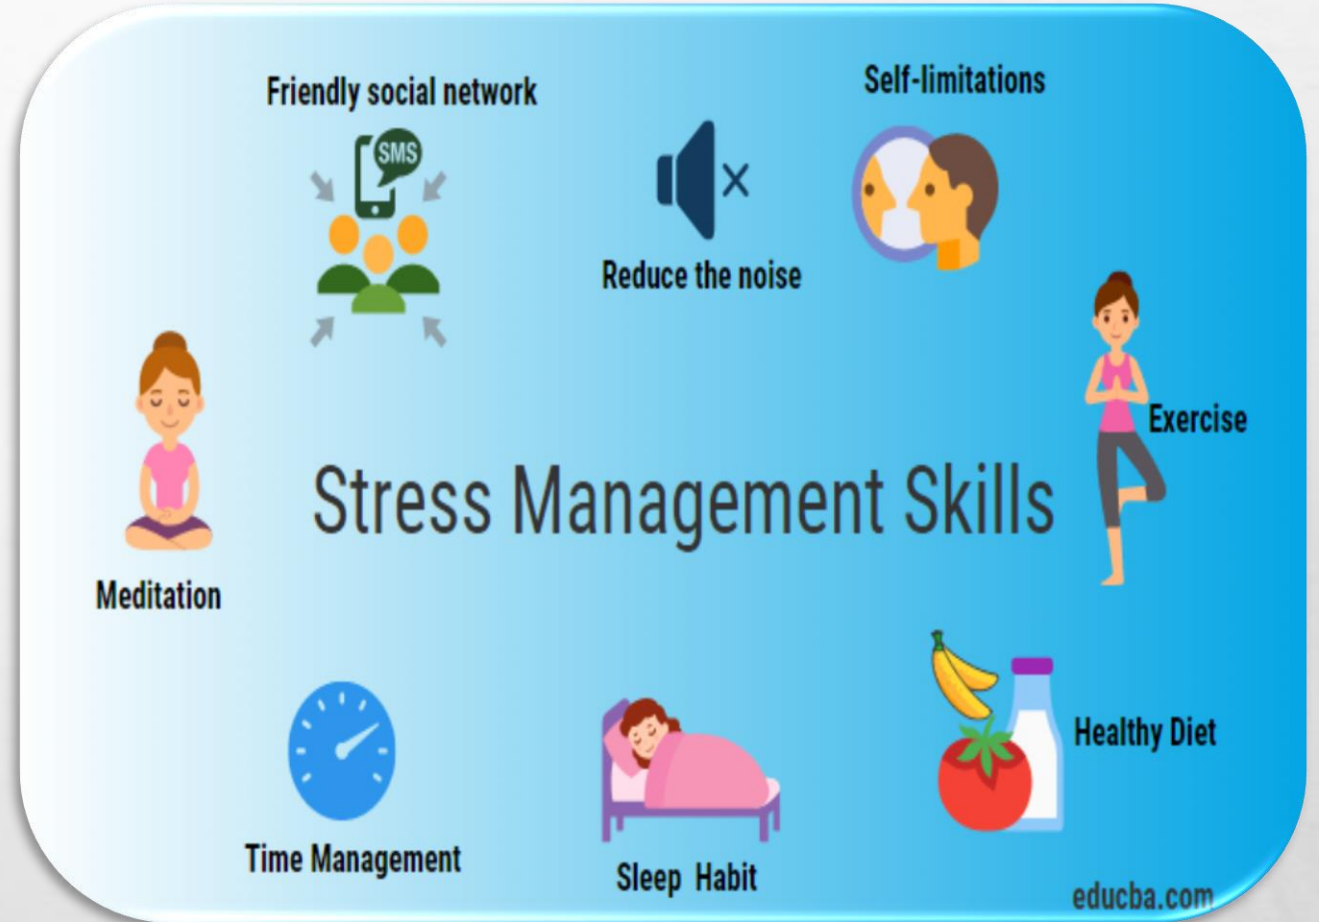 Friendly social network
Self-limitations
SMS
Reduce the noise
Exercise
Stress Management Skills
Meditation
Healthy Diet
Time Management
Sleep Habit
educba.com